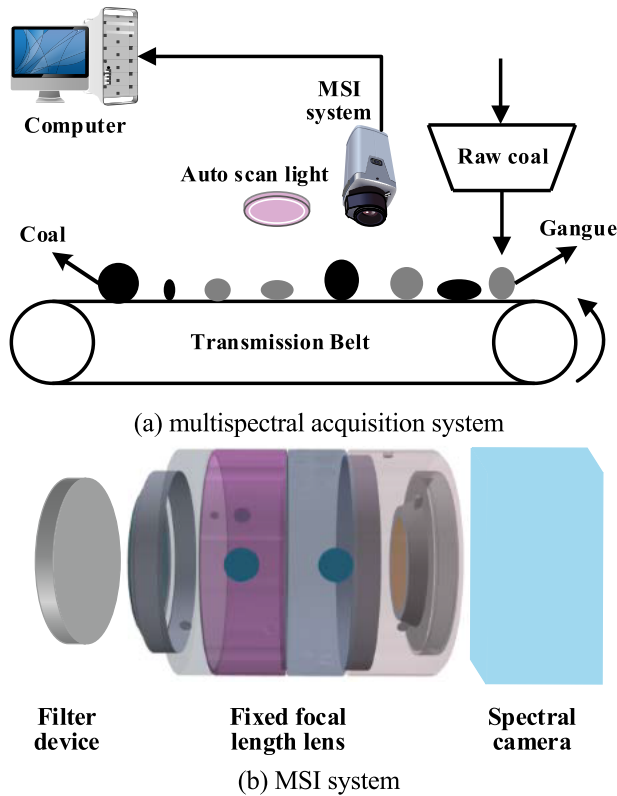 MSI
system
Computer
Raw coal
Auto scan light
Coal
Gangue
Transmission Belt
(a) multispectral acquisition system
Filter
device
Fixed focal
length lens
Spectral
camera
(b) MSI system